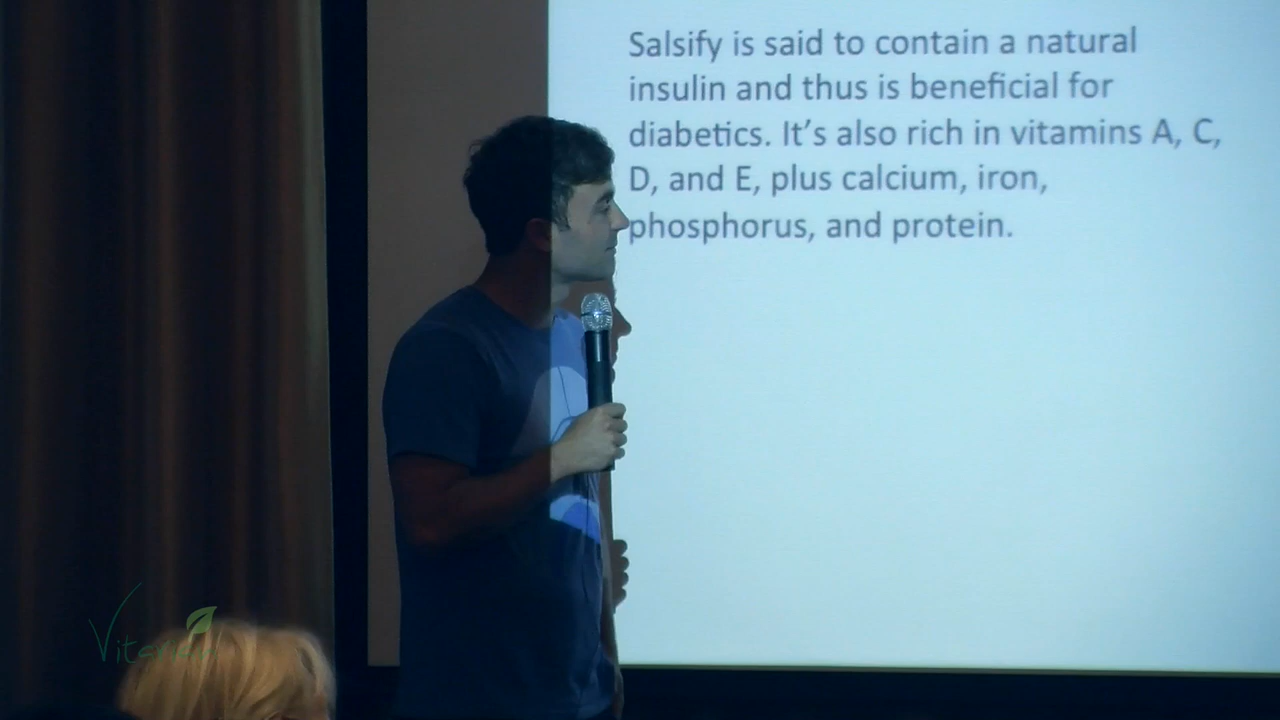 Salsify is said to contain a natural
insulin and thus is beneficial for
diabetics. It's also rich in vitamins A, C,
D, and E, plus calcium, iron,
phosphorus, and protein.